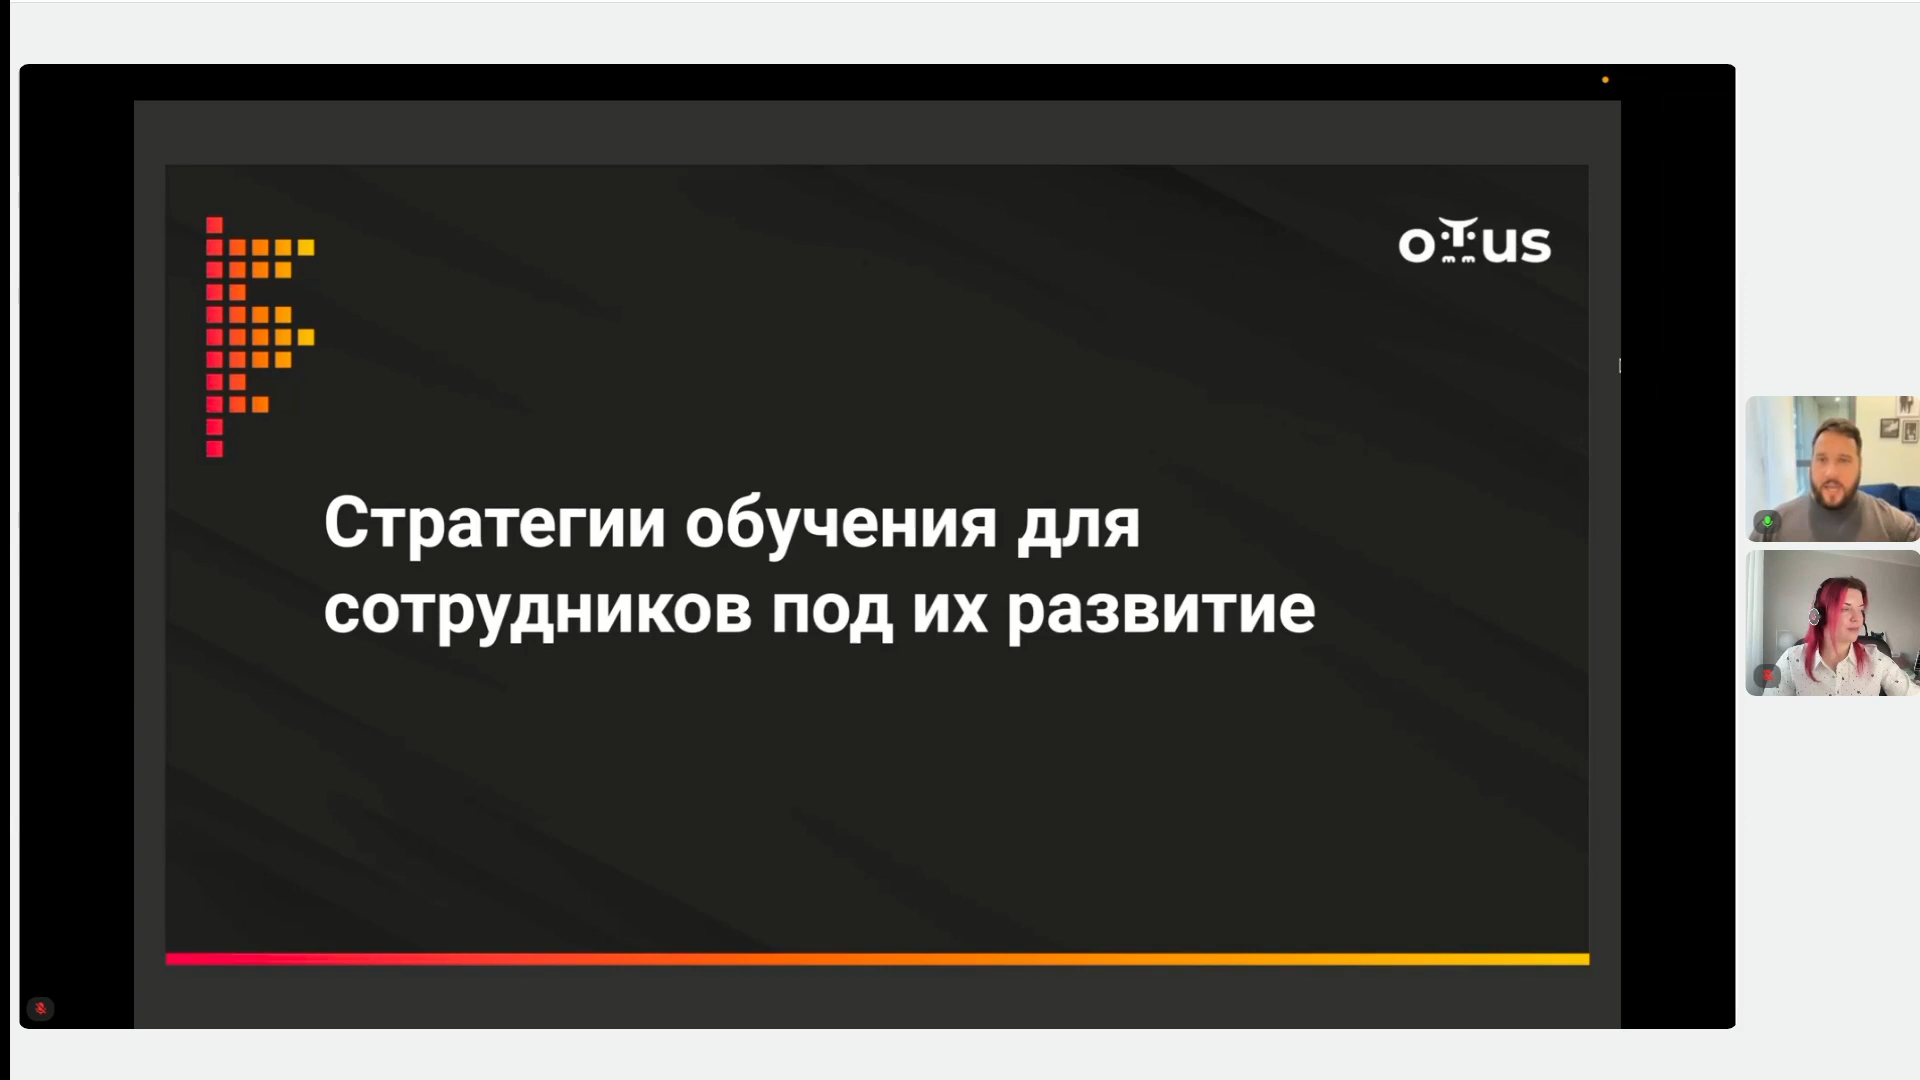 OTUS
Стратегии обучения для
сотрудников под их развитие